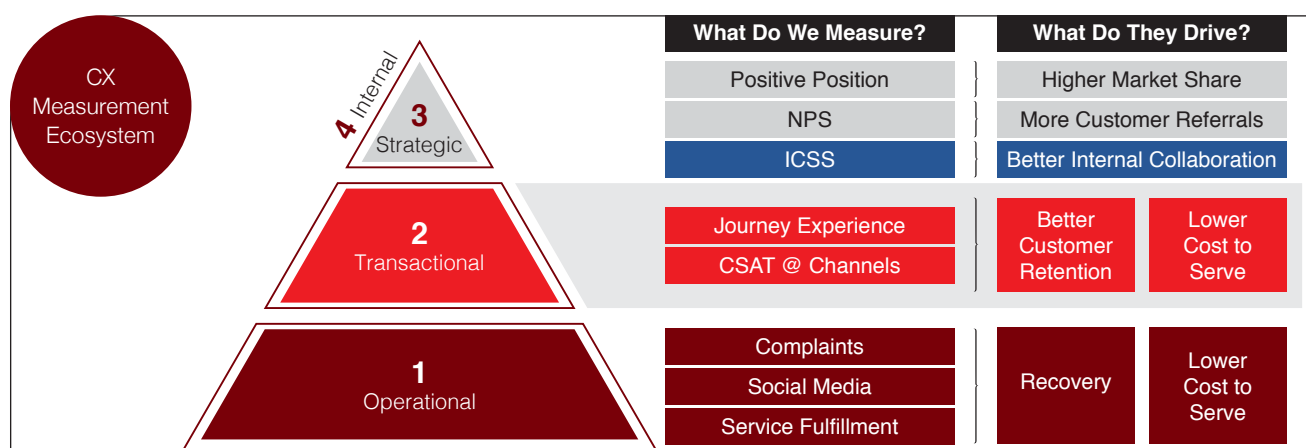 CX
Measurement
Ecosystem
4 Internal
3
Strategic
2
Transactional
1
Operational
What Do We Measure?
What Do They Drive?
Positive Position
Higher Market Share
NPS
More Customer Referrals
ICSS
Better Internal Collaboration
Journey Experience
CSAT @ Channels
Better
Customer
Retention
Lower
Cost to
Serve
Complaints
Social Media
Service Fulfillment
Recovery
Lower
Cost to
Serve